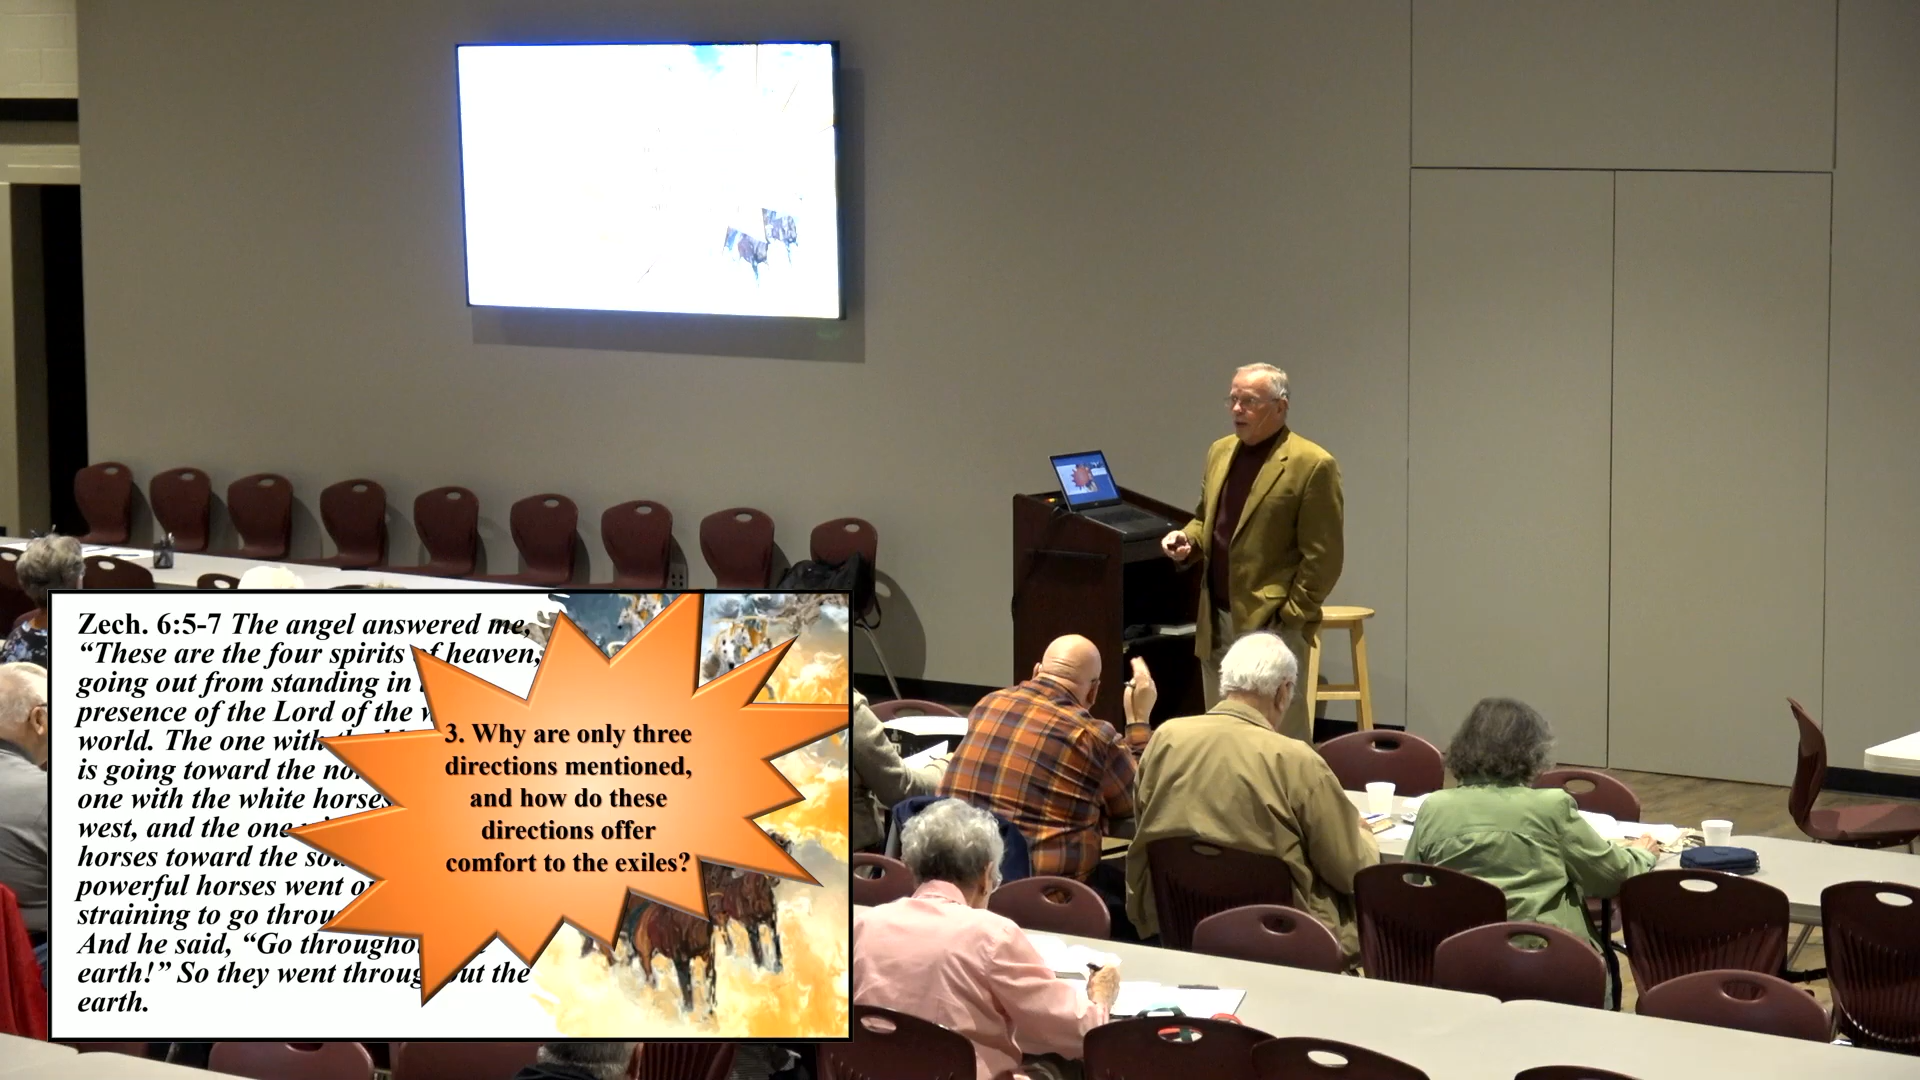 Zech. 6:5-7 The angel answered me,
“These are the four spirits of heaven,
going out from standing in
presence of the Lord of the
world. The one with
is going toward the
one with the white horses
west, and the one
horses toward the
powerful horses went
straining to go
And he said, “Go
earth!” So they went throughout the
earth.
3. Why are only three
directions mentioned,
and how do these
directions offer
comfort to the exiles?